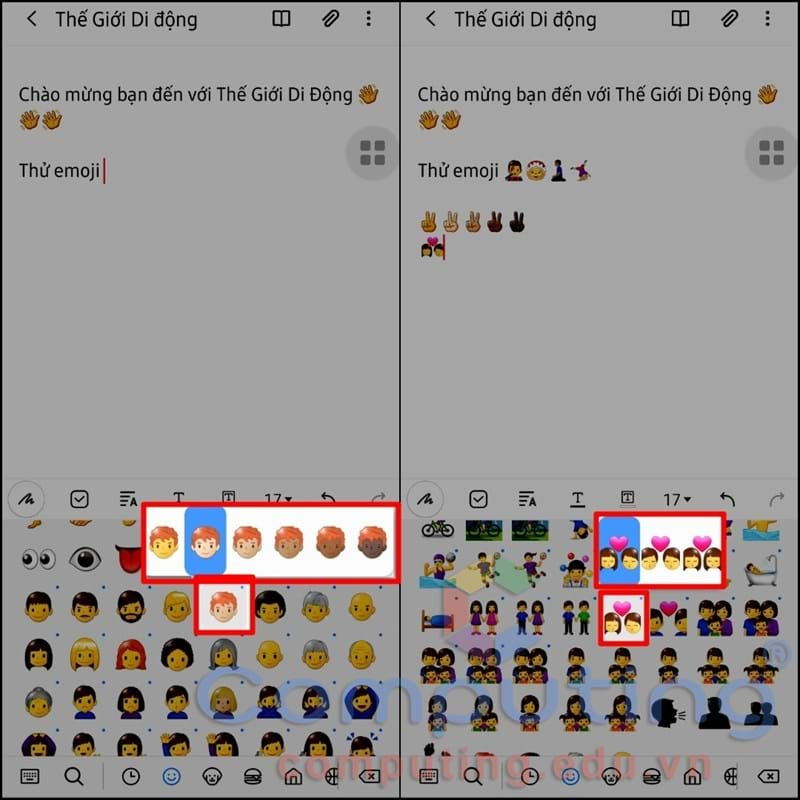 Thế Giới Di động
Chào mừng bạn đến với Thế Giới Di Động 👋
👋👋
Thử emoji
17
Thế Giới Di động
Chào mừng bạn đến với Thế Giới Di Động 👋
👋👋
Thử emoji
17
Computing®
computing.edu.vn